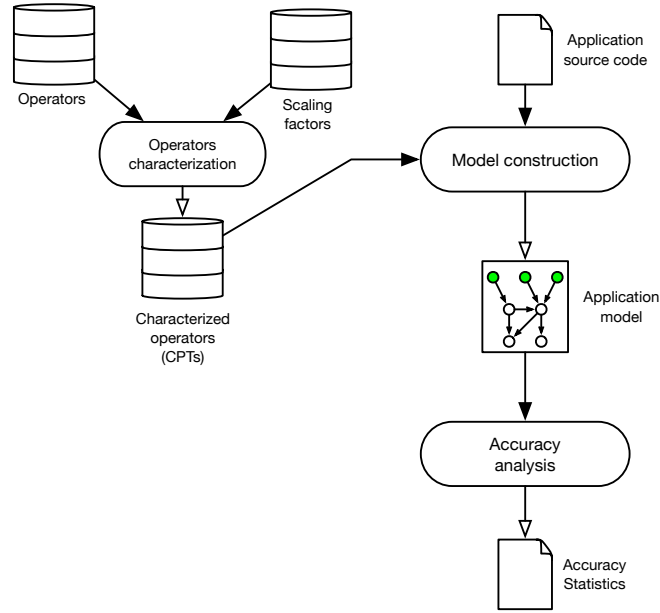 Operators
Scaling
factors
Application
source code
Operators
characterization
Model construction
Characterized
operators
(CPTs)
Application
model
Accuracy
analysis
Accuracy
Statistics